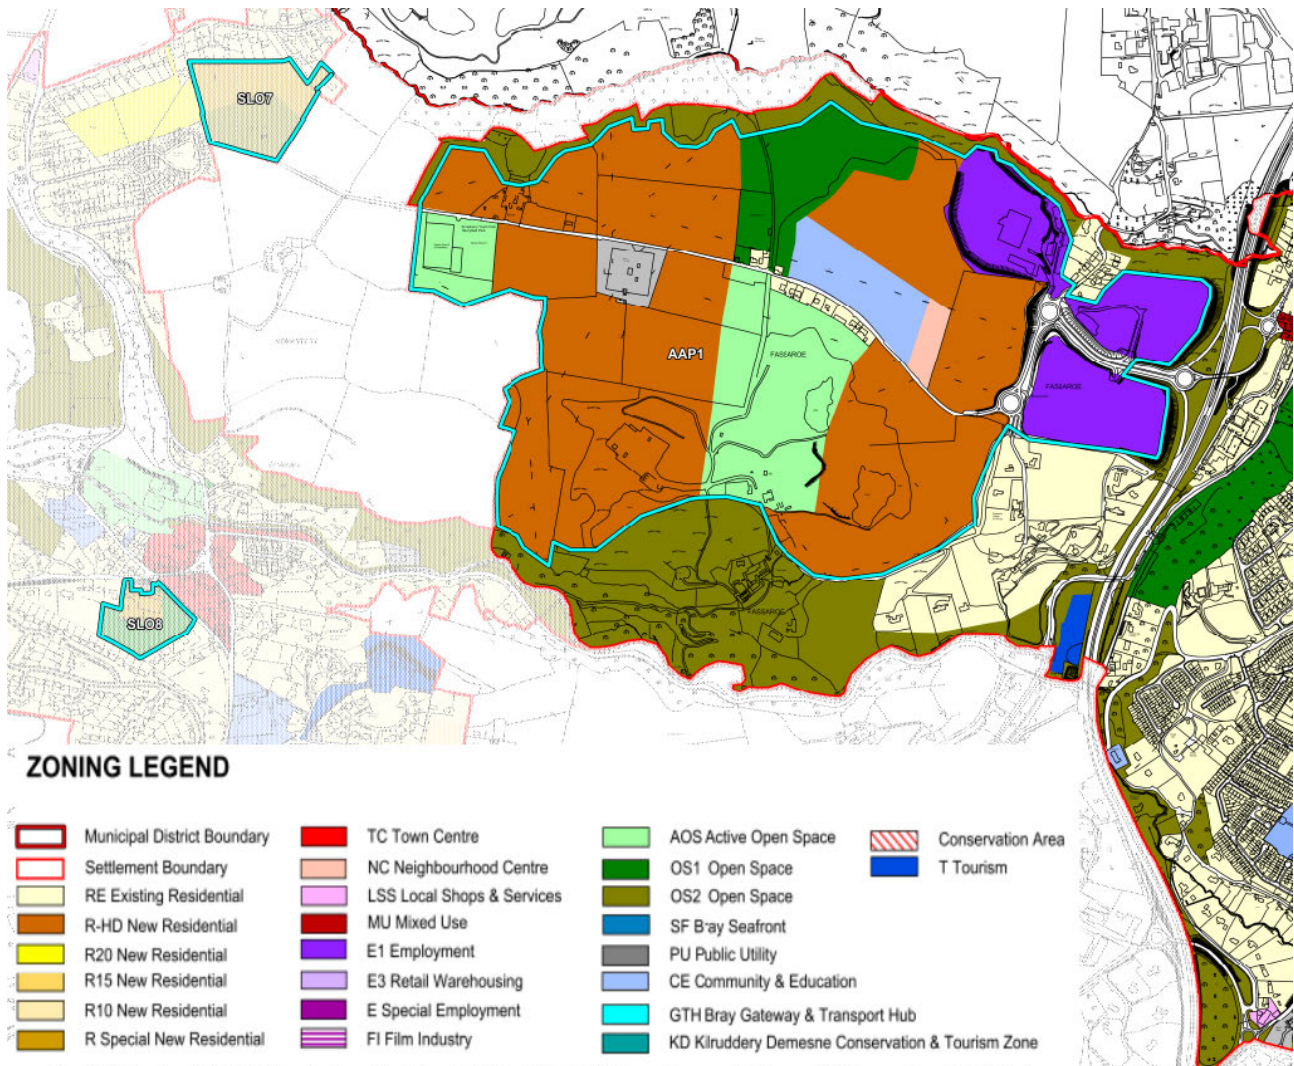 SLO7
AAP1
FASSAROE
FASSAROE
SLO8
FASSAROE
ZONING LEGEND
Municipal District Boundary
Settlement Boundary
RE Existing Residential
R-HD New Residential
R20 New Residential
R15 New Residential
R10 New Residential
R Special New Residential
TC Town Centre
NC Neighbourhood Centre
LSS Local Shops & Services
MU Mixed Use
E1 Employment
E3 Retail Warehousing
E Special Employment
FI Film Industry
AOS Active Open Space
OS1 Open Space
OS2 Open Space
SF Bray Seafront
PU Public Utility
CE Community & Education
GTH Bray Gateway & Transport Hub
KD Kilruddery Demesne Conservation & Tourism Zone
Conservation Area
T Tourism